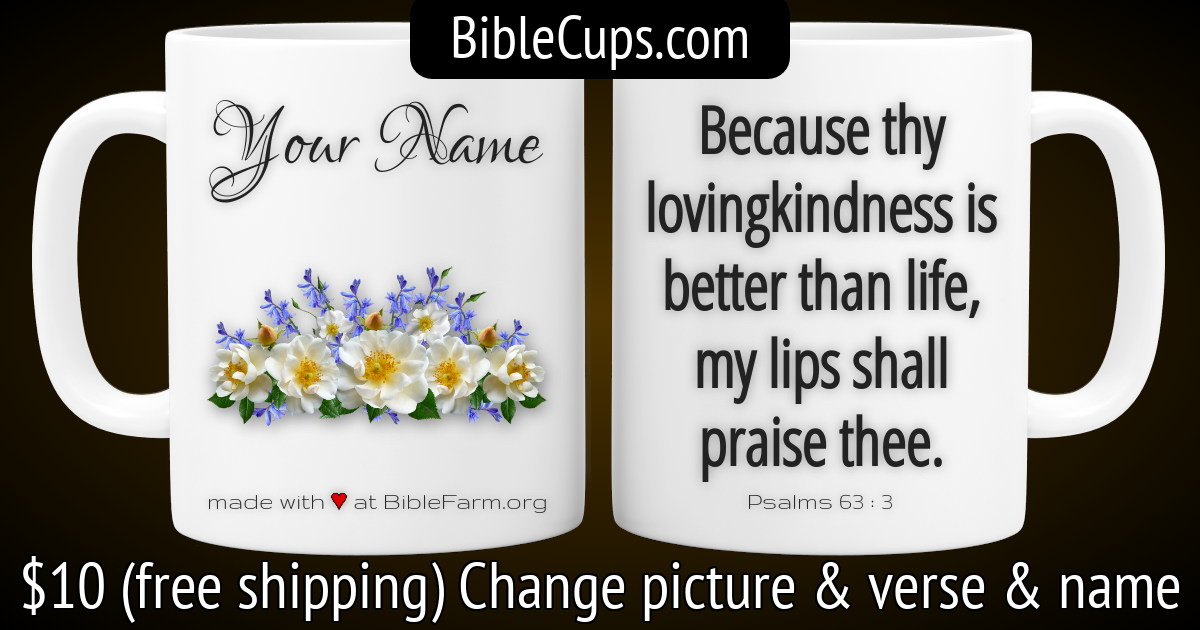 BibleCups.com
Your Name
made with ♥ at BibleFarm.org
Because thy
lovingkindness is
better than life,
my lips shall
praise thee.
Psalms 63 : 3
$10 (free shipping) Change picture & verse & name